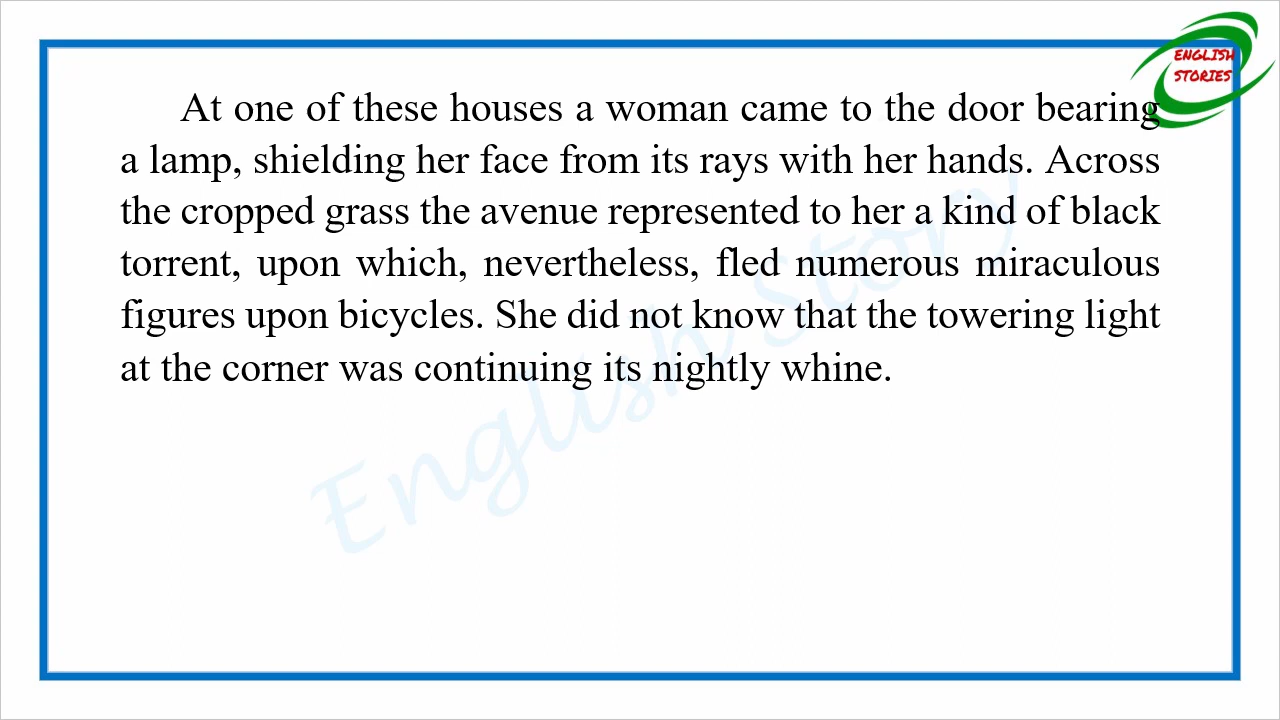 ENGLISH
STORIES
At one of these houses a woman came to the door bearing
a lamp, shielding her face from its rays with her hands. Across
the cropped grass the avenue represented to her a kind of black
torrent, upon which, nevertheless, fled numerous miraculous
figures upon bicycles. She did not know that the towering light
at the corner was continuing its nightly whine.
English Story